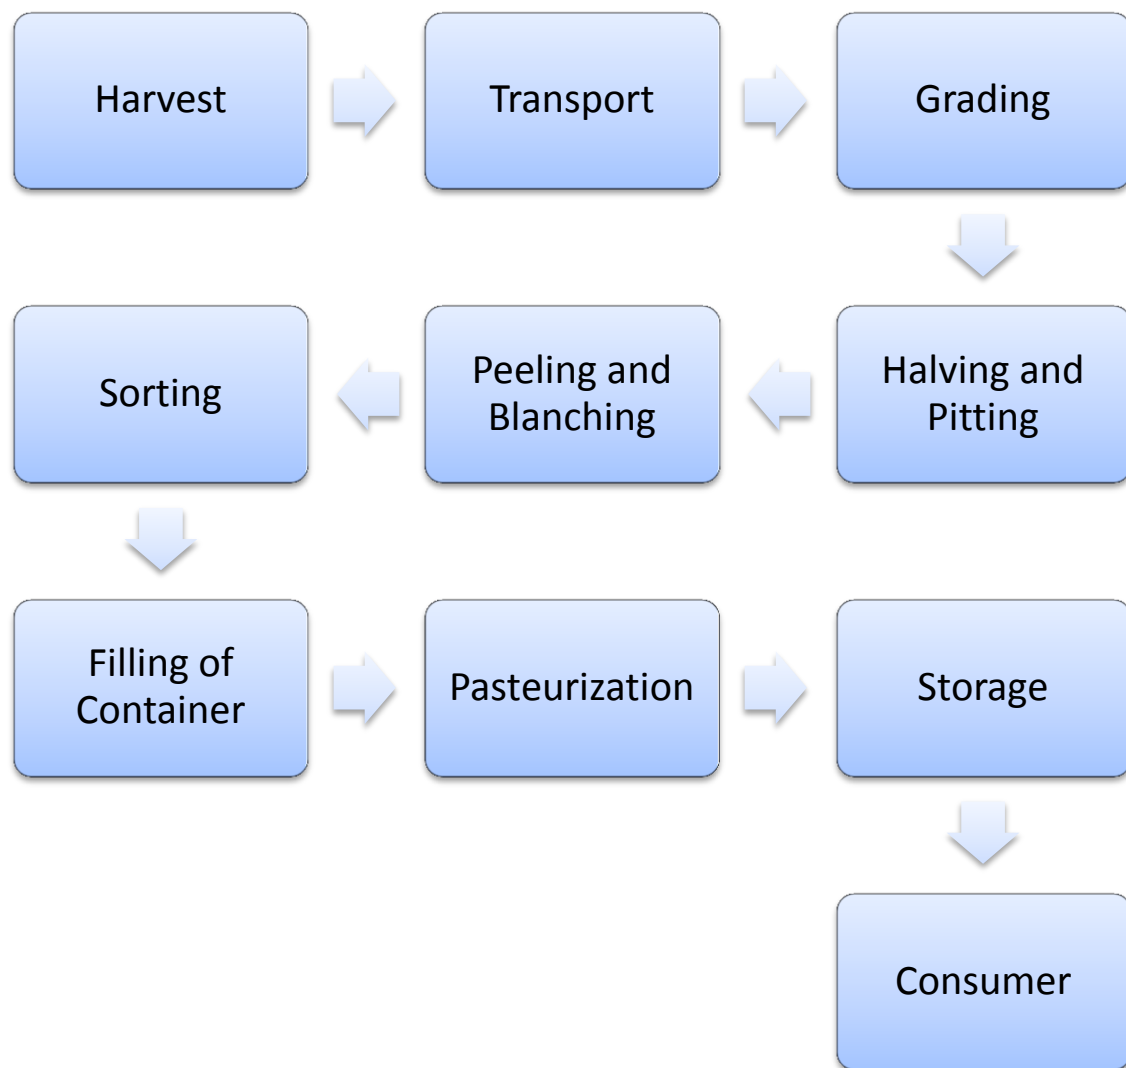 Harvest
Transport
Grading
Halving and
Pitting
Peeling and
Blanching
Sorting
Filling of
Container
Pasteurization
Storage
Consumer